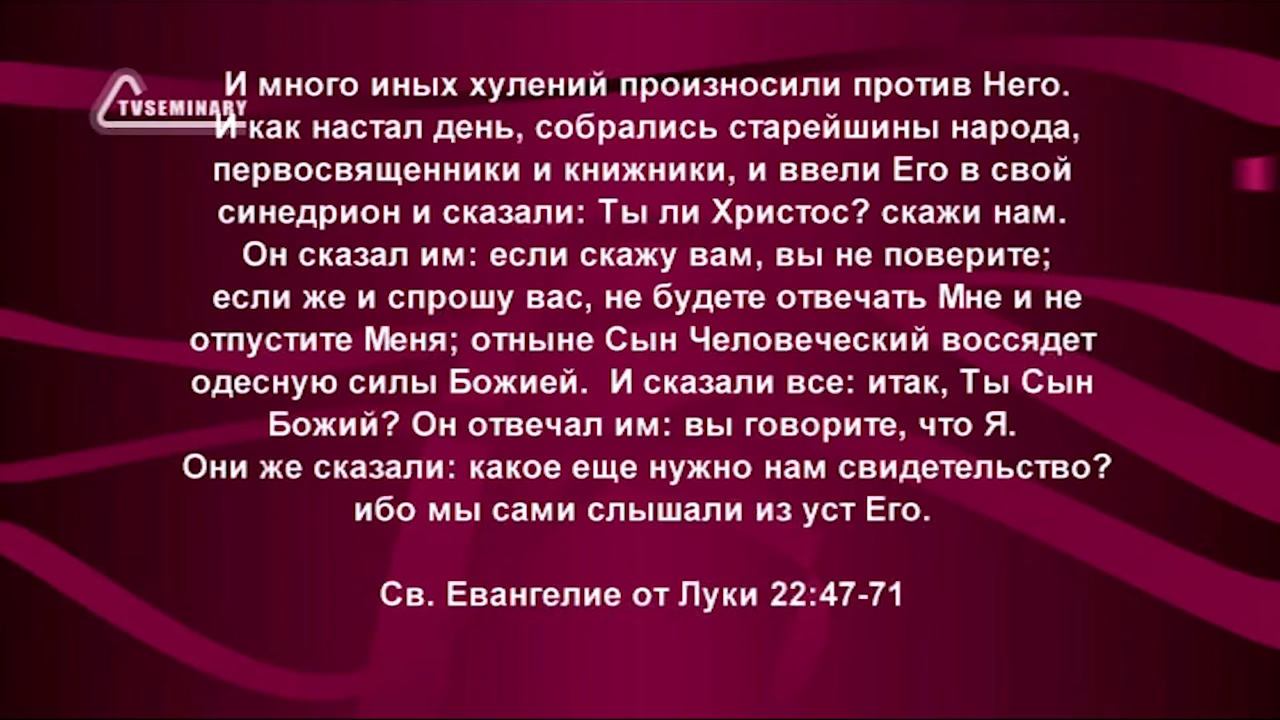 И много иных хулений произносили против Него.
TVSEMINARY
И как настал день, собрались старейшины народа,
первосвященники и книжники, и ввели Его в свой
синедрион и сказали: Ты ли Христос? скажи нам.
Он сказал им: если скажу вам, вы не поверите;
если же и спрошу вас, не будете отвечать Мне и не
отпустите Меня; отныне Сын Человеческий воссядет
одесную силы Божией.  И сказали все: итак, Ты Сын
Божий? Он отвечал им: вы говорите, что Я.
Они же сказали: какое еще нужно нам свидетельство?
ибо мы сами слышали из уст Его.
Св. Евангелие от Луки 22:47-71